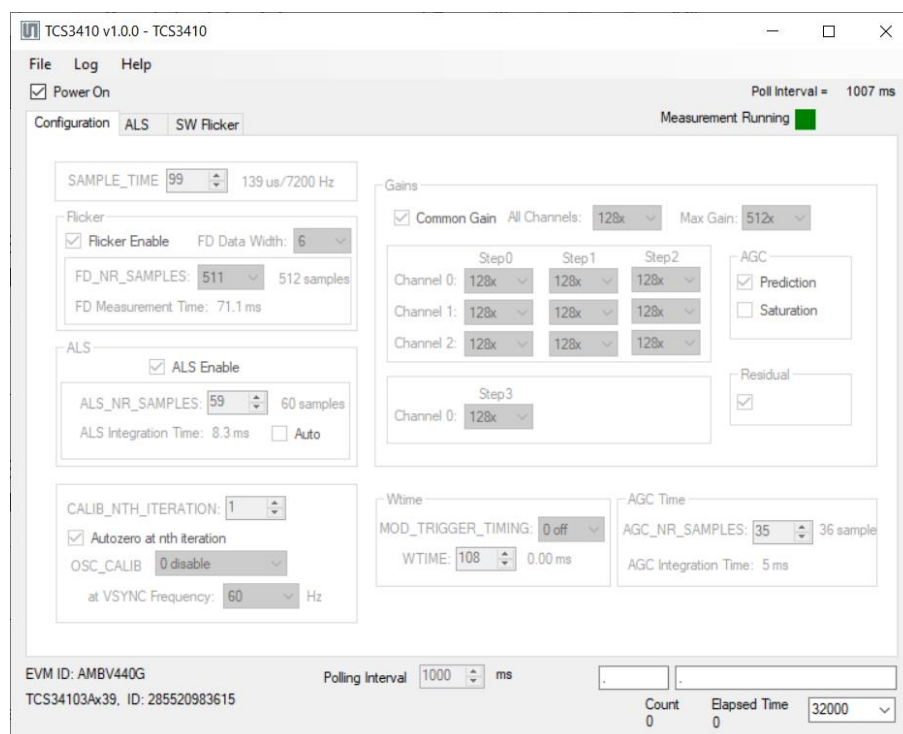 TCS3410 v1.0.0 - TCS3410
File Log Help
Power On
Poll Interval = 1007 ms
Configuration ALS SW Flicker
Measurement Running
SAMPLE_TIME 99 139 us/7200 Hz
Flicker
Flicker Enable FD Data Width: 6
FD_NR_SAMPLES: 511 512 samples
FD Measurement Time: 71.1 ms
ALS
ALS Enable
ALS_NR_SAMPLES: 59 60 samples
ALS Integration Time: 8.3 ms Auto
CALIB_NTH_ITERATION: 1
Autozero at nth iteration
OSC_CALIB 0 disable
at VSYNC Frequency: 60 Hz
Gains
Common Gain All Channels: 128x Max Gain: 512x
Step0 Step1 Step2
Channel 0: 128x 128x 128x
Channel 1: 128x 128x 128x
Channel 2: 128x 128x 128x
AGC
Prediction
Saturation
Step3
Channel 0: 128x
Residual
Wtime
MOD_TRIGGER_TIMING: 0 off
WTIME: 108 0.00 ms
AGC Time
AGC_NR_SAMPLES: 35 36 sample
AGC Integration Time: 5 ms
EVM ID: AMBV440G
TCS34103Ax39, ID: 285520983615
Polling Interval 1000 ms
. .
Count Elapsed Time 32000
0 0